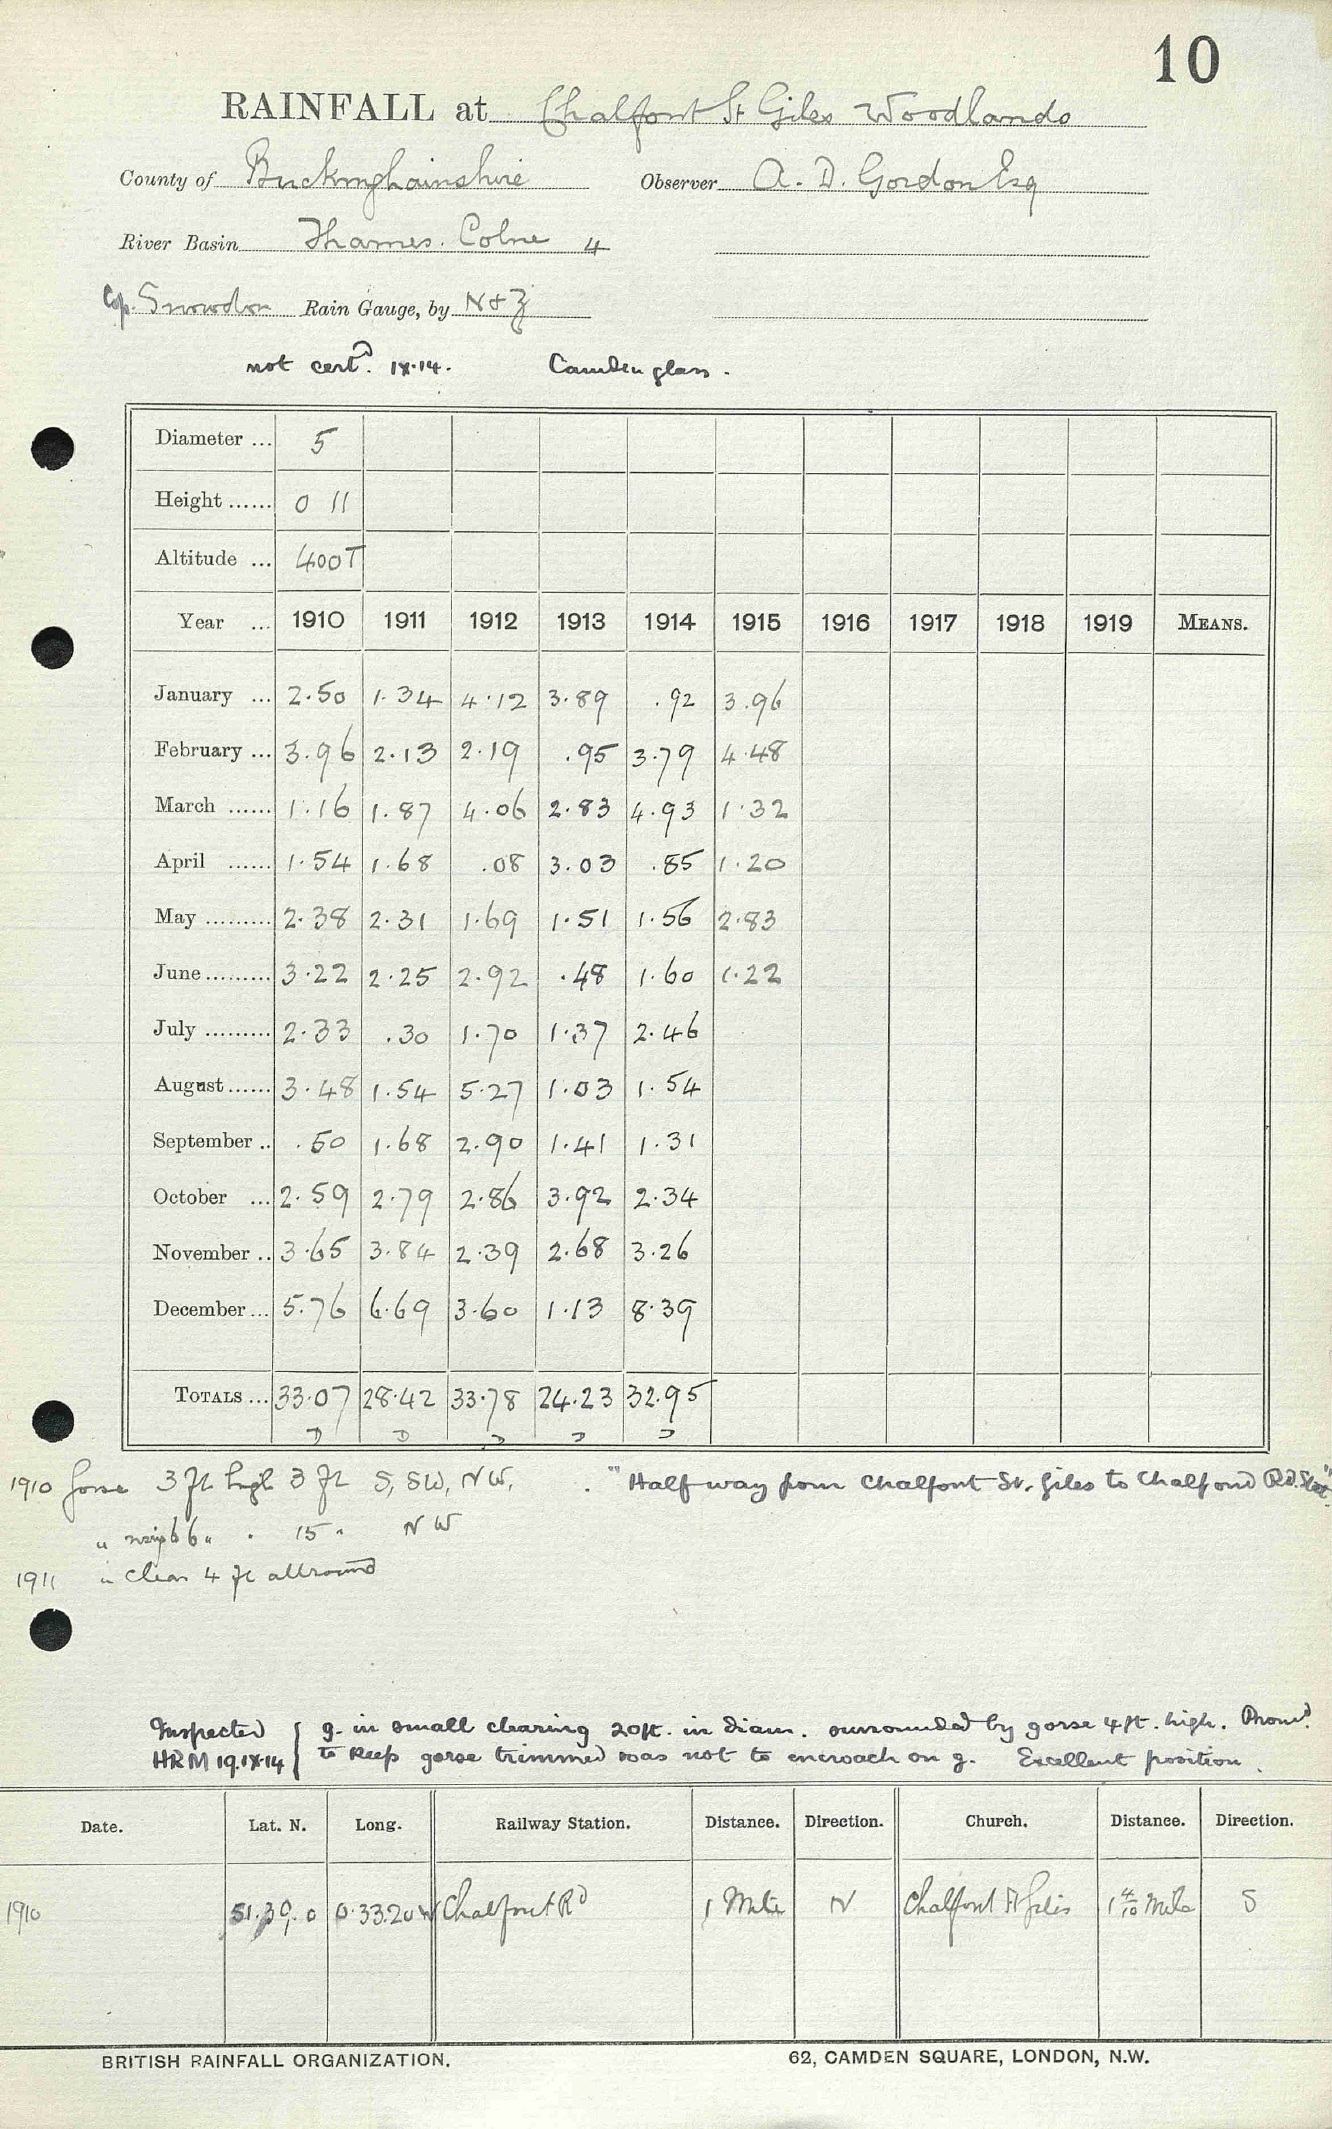 10
RAINFALL at Chalfont St Giles Woodlands
County of Buckinghamshire Observer A. D. Gordon Esq
River Basin Thames. Colne 4
Cop. Snowdon Rain Gauge, by N & Z
not certd. IX.14. Camden glass.
Diameter ... 5
Height ...... 0 11
Altitude ... 400T
Year ... 1910 1911 1912 1913 1914 1915 1916 1917 1918 1919 MEANS.
January ... 2.50 1.34 4.12 3.89 .92 3.96
February ... 3.96 2.13 2.19 .95 3.79 4.48
March ...... 1.16 1.87 4.06 2.83 4.93 1.32
April ...... 1.54 1.68 .08 3.03 .85 1.20
May ......... 2.38 2.31 1.69 1.51 1.56 2.83
June ......... 3.22 2.25 2.92 .48 1.60 1.22
July ......... 2.33 .30 1.70 1.37 2.46
August ...... 3.48 1.54 5.27 1.03 1.54
September .. .50 1.68 2.90 1.41 1.31
October ... 2.59 2.79 2.86 3.92 2.34
November .. 3.65 3.84 2.39 2.68 3.26
December ... 5.76 6.69 3.60 1.13 8.39
TOTALS ... 33.07 28.42 33.78 24.23 32.95
1910 Gorse 3 ft high 3 ft S, SW, NW, "Half way from Chalfont St. Giles to Chalfond Rd. Stat"
" 6 " " 15 " NW
1911 " clear 4 ft allround
Inspected g. in small clearing 20ft. in diam. surrounded by gorse 4ft. high. Promd.
HRM 19.IX.14 to keep gorse trimmed so as not to encroach on g. Excellent position.
Date. Lat. N. Long. Railway Station. Distance. Direction. Church. Distance. Direction.
1910 51.39.0 0.33.20 W Chalfont Rd 1 Mile N Chalfont St Giles 1 4/10 Mile S
BRITISH RAINFALL ORGANIZATION. 62, CAMDEN SQUARE, LONDON, N.W.